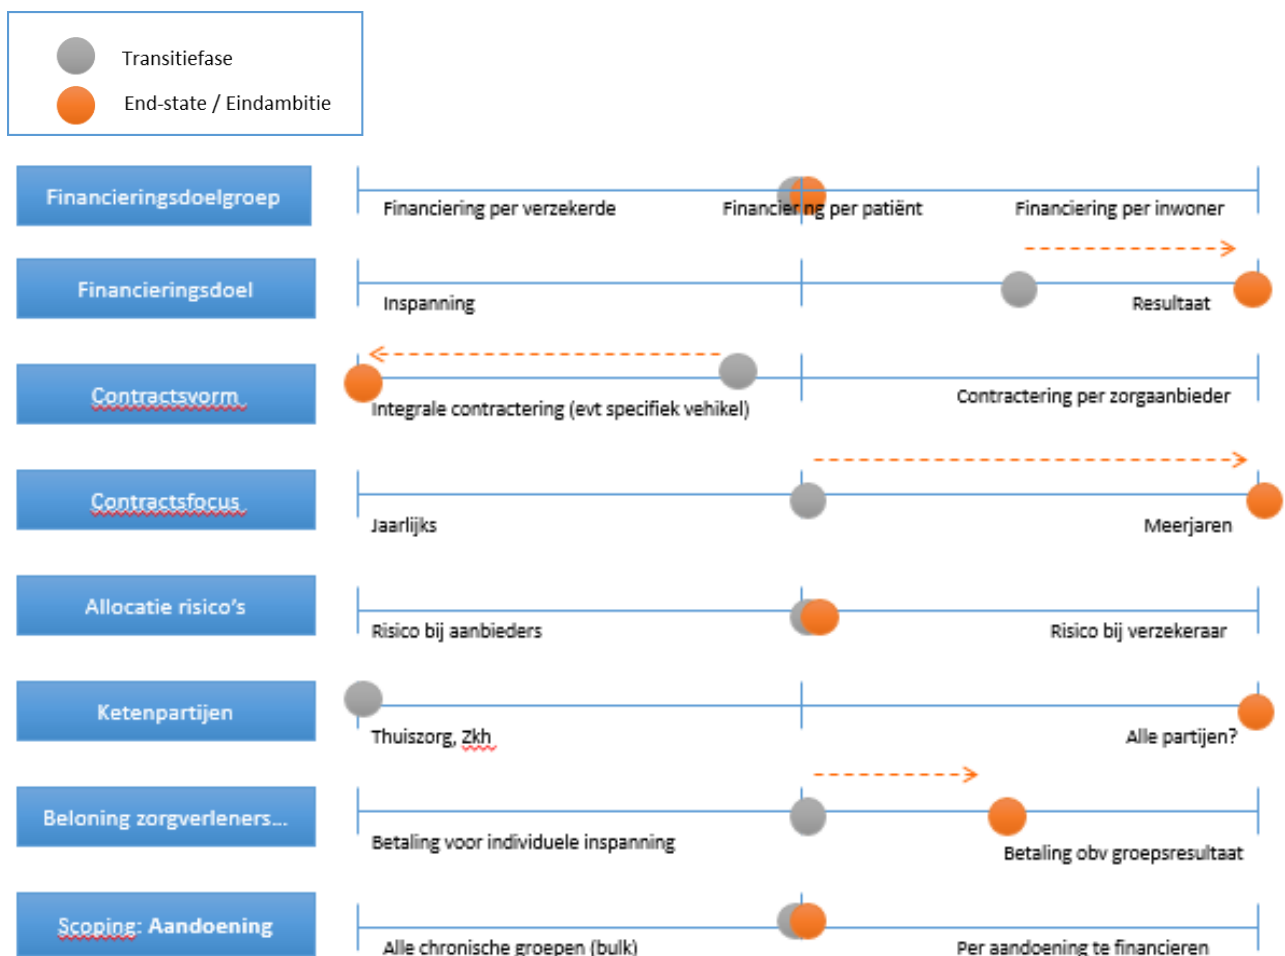 Transitiefase
End-state / Eindambitie
Financieringsdoelgroep
Financiering per verzekerde
Financiering per patiënt
Financiering per inwoner
Financieringsdoel
Inspanning
Resultaat
Contractsvorm
Integrale contractering (evt specifiek vehikel)
Contractering per zorgaanbieder
Contractsfocus
Jaarlijks
Meerjaren
Allocatie risico's
Risico bij aanbieders
Risico bij verzekeraar
Ketenpartijen
Thuiszorg, Zkh
Alle partijen?
Beloning zorgverleners...
Betaling voor individuele inspanning
Betaling obv groepsresultaat
Scoping: Aandoening
Alle chronische groepen (bulk)
Per aandoening te financieren